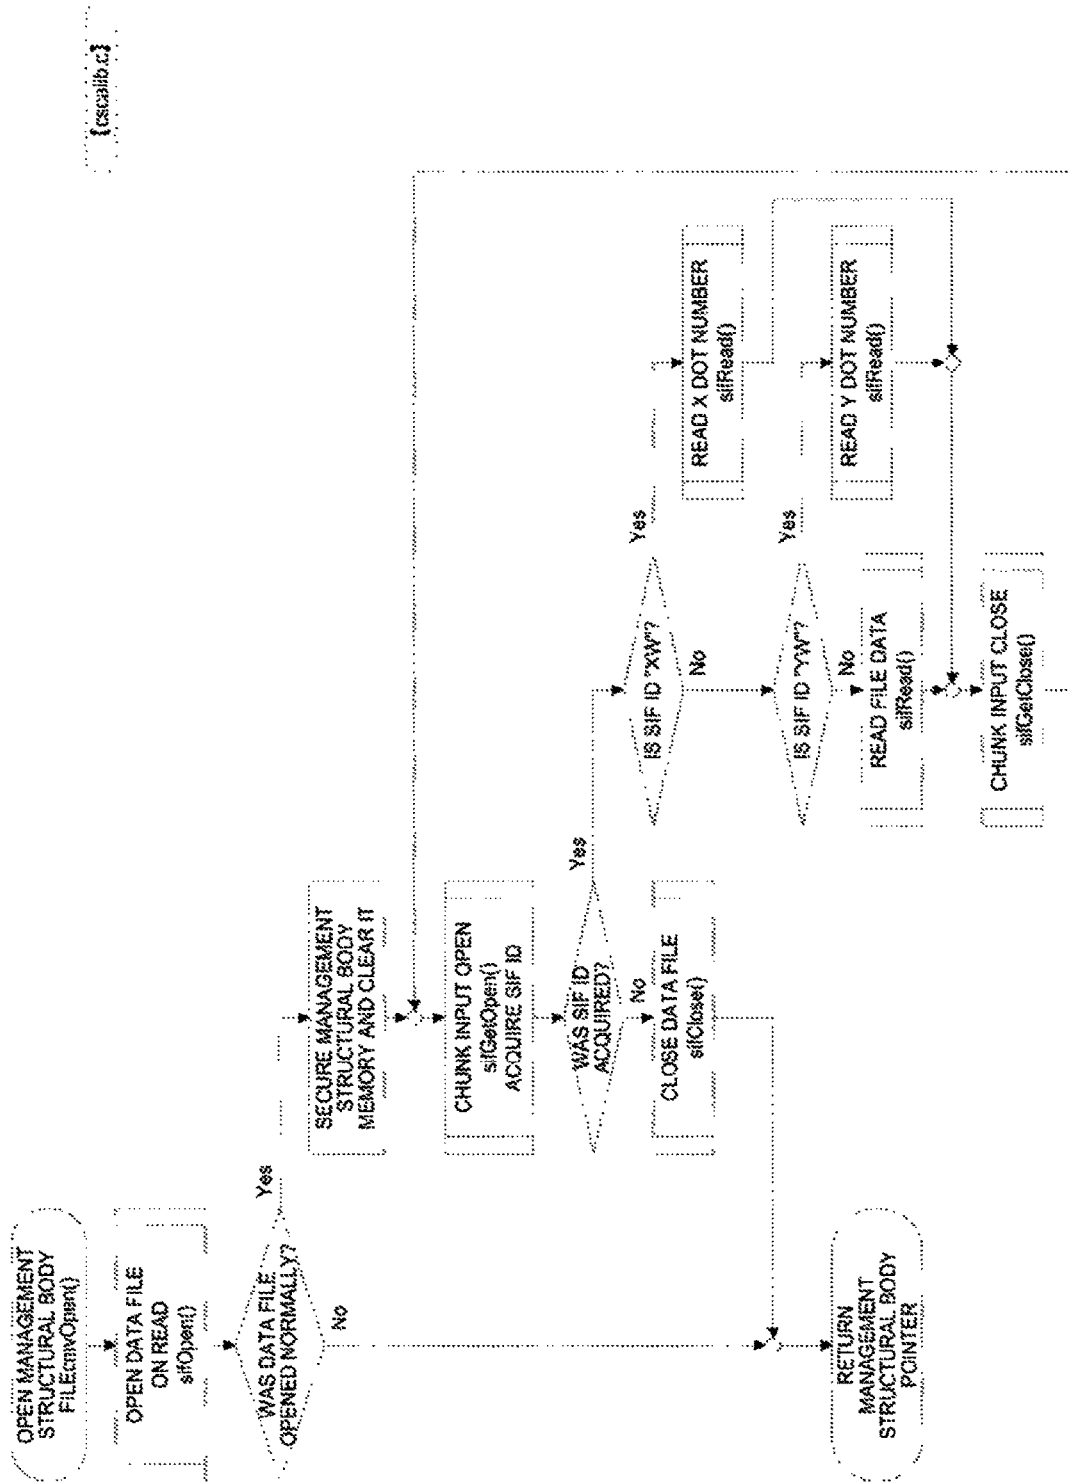 [cscalib.c]
OPEN MANAGEMENT
STRUCTURAL BODY
FILEcmvOpen()
OPEN DATA FILE
ON READ
sifOpen()
WAS DATA FILE
OPENED NORMALLY?
Yes
No
SECURE MANAGEMENT
STRUCTURAL BODY
MEMORY AND CLEAR IT
CHUNK INPUT OPEN
sifGetOpen()
ACQUIRE SIF ID
WAS SIF ID
ACQUIRED?
Yes
No
CLOSE DATA FILE
sifClose()
IS SIF ID "XW"?
Yes
No
READ X DOT NUMBER
sifRead()
IS SIF ID "YW"?
Yes
No
READ Y DOT NUMBER
sifRead()
READ FILE DATA
sifRead()
CHUNK INPUT CLOSE
sifGetClose()
RETURN
MANAGEMENT
STRUCTURAL BODY
POINTER